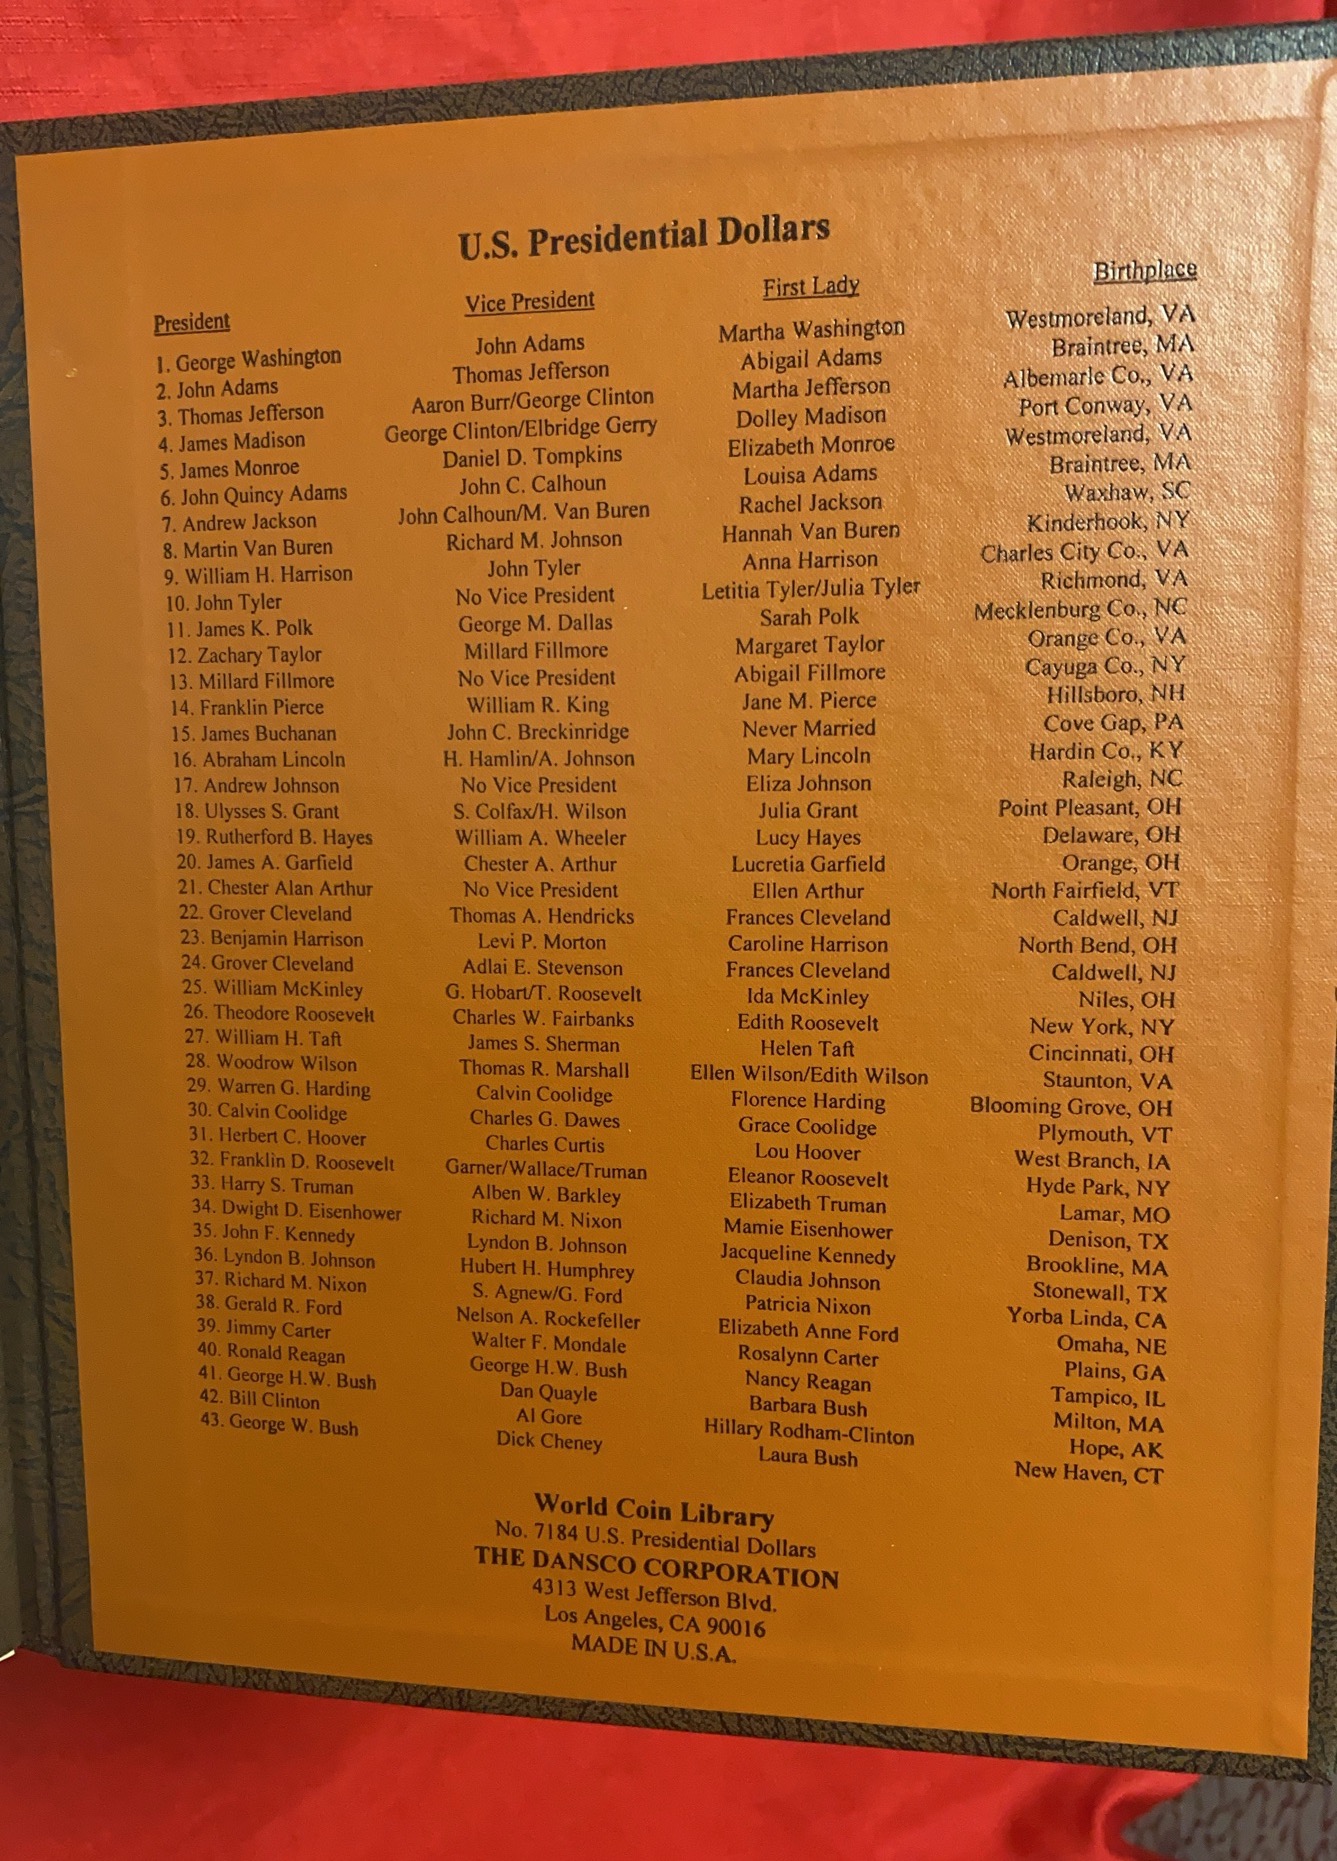 U.S. Presidential Dollars
President Vice President First Lady Birthplace
1. George Washington John Adams Martha Washington Westmoreland, VA
2. John Adams Thomas Jefferson Abigail Adams Braintree, MA
3. Thomas Jefferson Aaron Burr/George Clinton Martha Jefferson Albemarle Co., VA
4. James Madison George Clinton/Elbridge Gerry Dolley Madison Port Conway, VA
5. James Monroe Daniel D. Tompkins Elizabeth Monroe Westmoreland, VA
6. John Quincy Adams John C. Calhoun Louisa Adams Braintree, MA
7. Andrew Jackson John Calhoun/M. Van Buren Rachel Jackson Waxhaw, SC
8. Martin Van Buren Richard M. Johnson Hannah Van Buren Kinderhook, NY
9. William H. Harrison John Tyler Anna Harrison Charles City Co., VA
10. John Tyler No Vice President Letitia Tyler/Julia Tyler Richmond, VA
11. James K. Polk George M. Dallas Sarah Polk Mecklenburg Co., NC
12. Zachary Taylor Millard Fillmore Margaret Taylor Orange Co., VA
13. Millard Fillmore No Vice President Abigail Fillmore Cayuga Co., NY
14. Franklin Pierce William R. King Jane M. Pierce Hillsboro, NH
15. James Buchanan John C. Breckinridge Never Married Cove Gap, PA
16. Abraham Lincoln H. Hamlin/A. Johnson Mary Lincoln Hardin Co., KY
17. Andrew Johnson No Vice President Eliza Johnson Raleigh, NC
18. Ulysses S. Grant S. Colfax/H. Wilson Julia Grant Point Pleasant, OH
19. Rutherford B. Hayes William A. Wheeler Lucy Hayes Delaware, OH
20. James A. Garfield Chester A. Arthur Lucretia Garfield Orange, OH
21. Chester Alan Arthur No Vice President Ellen Arthur North Fairfield, VT
22. Grover Cleveland Thomas A. Hendricks Frances Cleveland Caldwell, NJ
23. Benjamin Harrison Levi P. Morton Caroline Harrison North Bend, OH
24. Grover Cleveland Adlai E. Stevenson Frances Cleveland Caldwell, NJ
25. William McKinley G. Hobart/T. Roosevelt Ida McKinley Niles, OH
26. Theodore Roosevelt Charles W. Fairbanks Edith Roosevelt New York, NY
27. William H. Taft James S. Sherman Helen Taft Cincinnati, OH
28. Woodrow Wilson Thomas R. Marshall Ellen Wilson/Edith Wilson Staunton, VA
29. Warren G. Harding Calvin Coolidge Florence Harding Blooming Grove, OH
30. Calvin Coolidge Charles G. Dawes Grace Coolidge Plymouth, VT
31. Herbert C. Hoover Charles Curtis Lou Hoover West Branch, IA
32. Franklin D. Roosevelt Garner/Wallace/Truman Eleanor Roosevelt Hyde Park, NY
33. Harry S. Truman Alben W. Barkley Elizabeth Truman Lamar, MO
34. Dwight D. Eisenhower Richard M. Nixon Mamie Eisenhower Denison, TX
35. John F. Kennedy Lyndon B. Johnson Jacqueline Kennedy Brookline, MA
36. Lyndon B. Johnson Hubert H. Humphrey Claudia Johnson Stonewall, TX
37. Richard M. Nixon S. Agnew/G. Ford Patricia Nixon Yorba Linda, CA
38. Gerald R. Ford Nelson A. Rockefeller Elizabeth Anne Ford Omaha, NE
39. Jimmy Carter Walter F. Mondale Rosalynn Carter Plains, GA
40. Ronald Reagan George H.W. Bush Nancy Reagan Tampico, IL
41. George H.W. Bush Dan Quayle Barbara Bush Milton, MA
42. Bill Clinton Al Gore Hillary Rodham-Clinton Hope, AK
43. George W. Bush Dick Cheney Laura Bush New Haven, CT
World Coin Library
No. 7184 U.S. Presidential Dollars
THE DANSCO CORPORATION
4313 West Jefferson Blvd.
Los Angeles, CA 90016
MADE IN U.S.A.